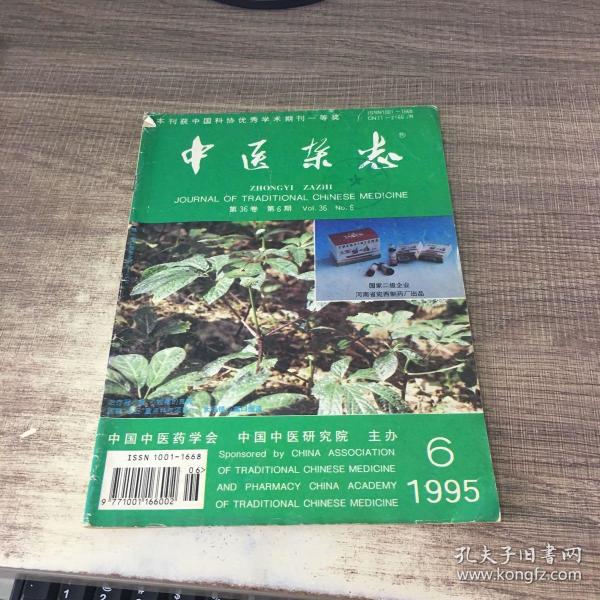 本刊获中国科协优秀学术期刊一等奖
ISSN1001-1668
CN11-2166/R
中医杂志®
ZHONGYI ZAZHI
JOURNAL OF TRADITIONAL CHINESE MEDICINE
第36卷 第6期 Vol.36 No.6
国家二级企业
河南省宛西制药厂出品
中国中医药学会 中国中医研究院 主办
ISSN 1001-1668
06>
9 771001 166002
Sponsored by CHINA ASSOCIATION
OF TRADITIONAL CHINESE MEDICINE
AND PHARMACY CHINA ACADEMY
OF TRADITIONAL CHINESE MEDICINE
6
1995
孔夫子旧书网
www.kongfz.com